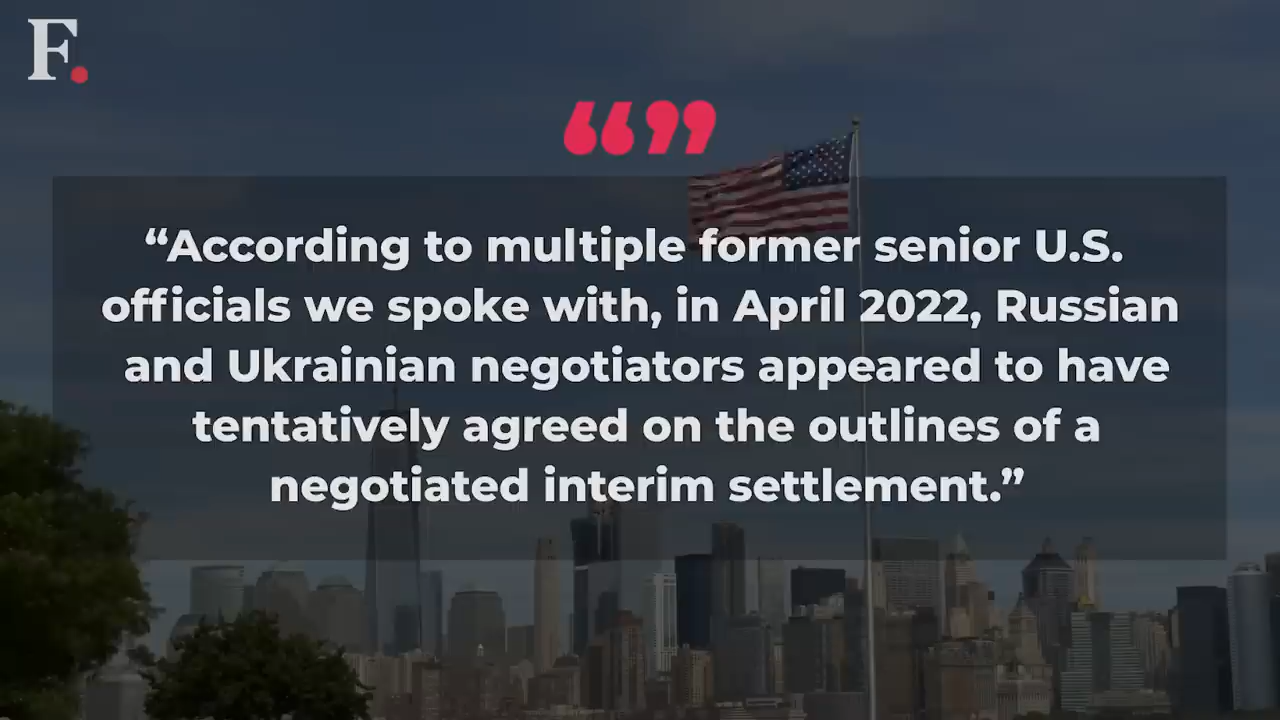 F.
“”
“According to multiple former senior U.S.
officials we spoke with, in April 2022, Russian
and Ukrainian negotiators appeared to have
tentatively agreed on the outlines of a
negotiated interim settlement.”